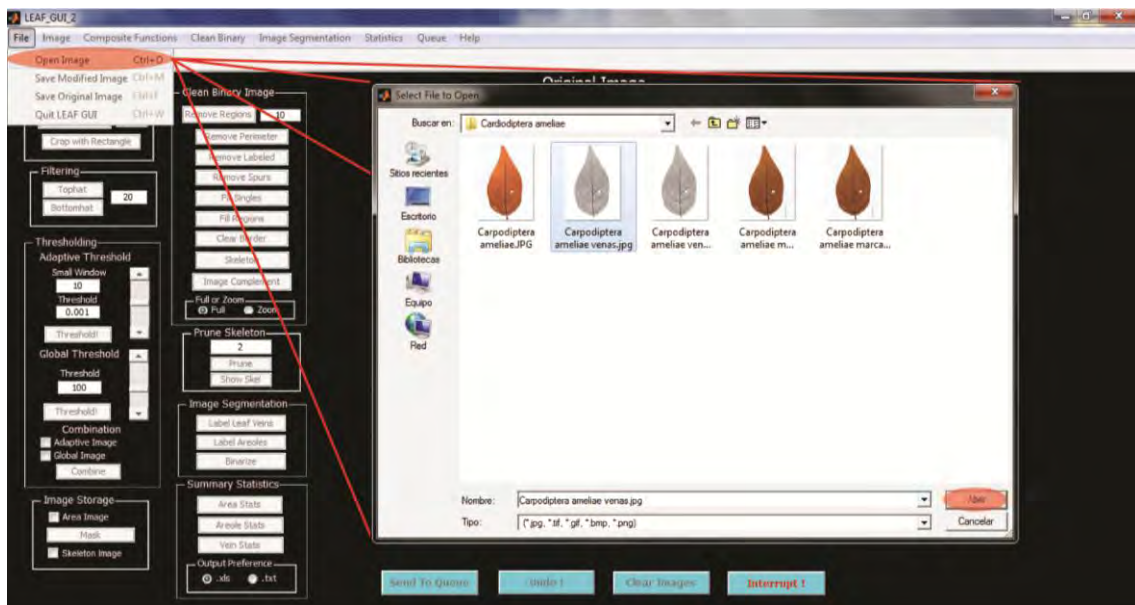 LEAF_GUI_2
File Image Composite Functions Clean Binary Image Segmentation Statistics Queue Help
Open Image Ctrl+O
Save Modified Image Ctrl+M
Save Original Image
Quit LEAF GUI Ctrl+W
Crop with Rectangle
Filtering
Tophat
20
Bottomhat
Thresholding
Adaptive Threshold
Small Window
10
Threshold
0.001
Threshold!
Global Threshold
Threshold
100
Threshold!
Combination
Adaptive Image
Global Image
Combine
Image Storage
Area Image
Mask
Skeleton Image
Clean Binary Image
Remove Regions 10
Remove Perimeter
Remove Labeled
Remove Spurs
Fill Singles
Fill Regions
Clear Border
Skeleton
Image Complement
Full or Zoom
Full Zoom
Prune Skeleton
2
Prune
Show Skel
Image Segmentation
Label Leaf Veins
Label Areoles
Binarize
Summary Statistics
Area Stats
Areole Stats
Vein Stats
Output Preference
.xls .txt
Original Image
Select File to Open
Buscar en: Cardiodiptera ameliae
Sitios recientes
Escritorio
Bibliotecas
Equipo
Red
Carpodiptera ameliae.JPG
Carpodiptera ameliae venas.jpg
Carpodiptera ameliae ven...
Carpodiptera ameliae m...
Carpodiptera ameliae marca...
Nombre: Carpodiptera ameliae venas.jpg
Abrir
Tipo: (*.jpg, *.tif, *.gif, *.bmp, *.png)
Cancelar
Send To Queue Undo ! Clear Images Interrupt !